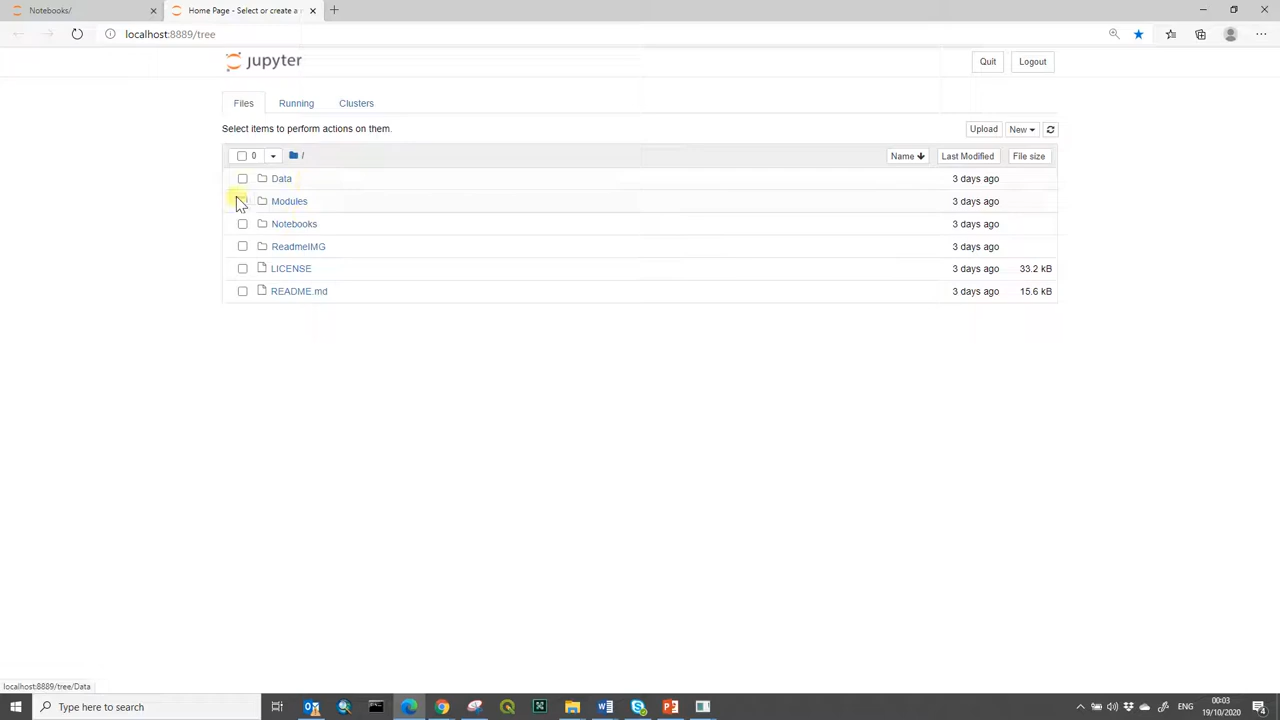 Notebooks/
Home Page - Select or create a
localhost:8889/tree
jupyter
Quit
Logout
Files
Running
Clusters
Select items to perform actions on them.
Upload
New
0
/
Name
Last Modified
File size
Data
3 days ago
Modules
3 days ago
Notebooks
3 days ago
ReadmeIMG
3 days ago
LICENSE
3 days ago
33.2 kB
README.md
3 days ago
15.6 kB
localhost:8889/tree/Data
Type here to search
ENG
00:03
19/10/2020
4